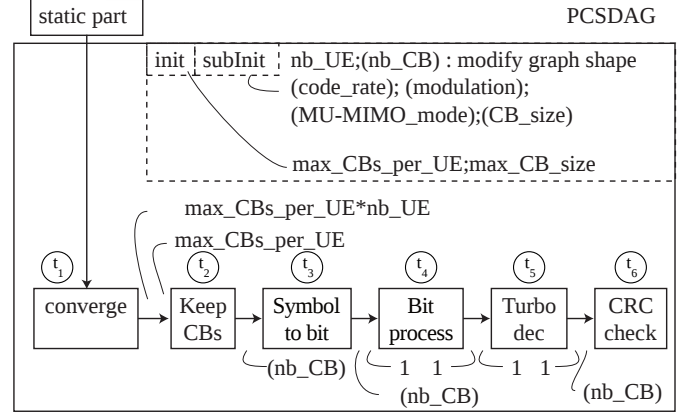 static part
PCSDAG
init subInit nb_UE;(nb_CB) : modify graph shape
(code_rate); (modulation);
(MU-MIMO_mode);(CB_size)
max_CBs_per_UE;max_CB_size
max_CBs_per_UE*nb_UE
max_CBs_per_UE
t1 t2 t3 t4 t5 t6
converge
Keep
CBs
Symbol
to bit
Bit
process
Turbo
dec
CRC
check
(nb_CB) 1 1 1 1
(nb_CB) (nb_CB)